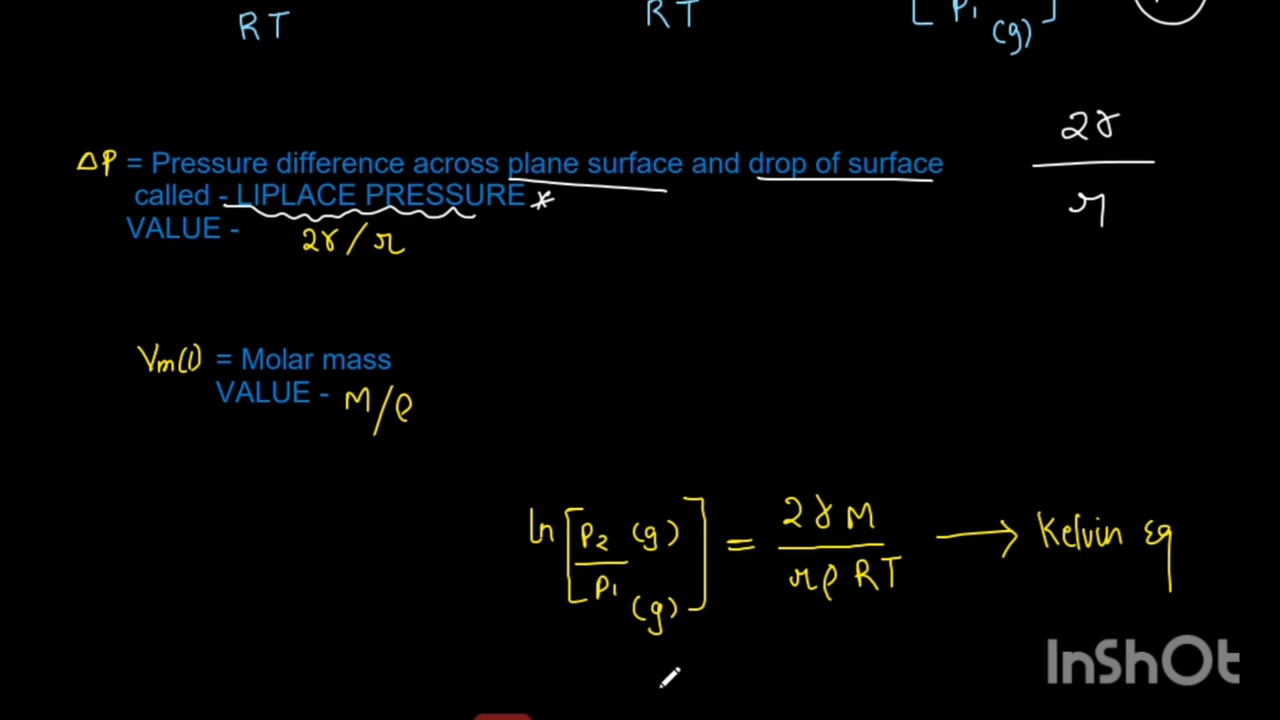 RT RT [P₁ (g)]
2γ
r
ΔP = Pressure difference across plane surface and drop of surface
called - LIPLACE PRESSURE *
VALUE - 2γ/r
Vm(l) = Molar mass
VALUE - M/ρ
ln [P₂ (g) / P₁ (g)] = 2γM / rρRT → Kelvin eq
InShOt